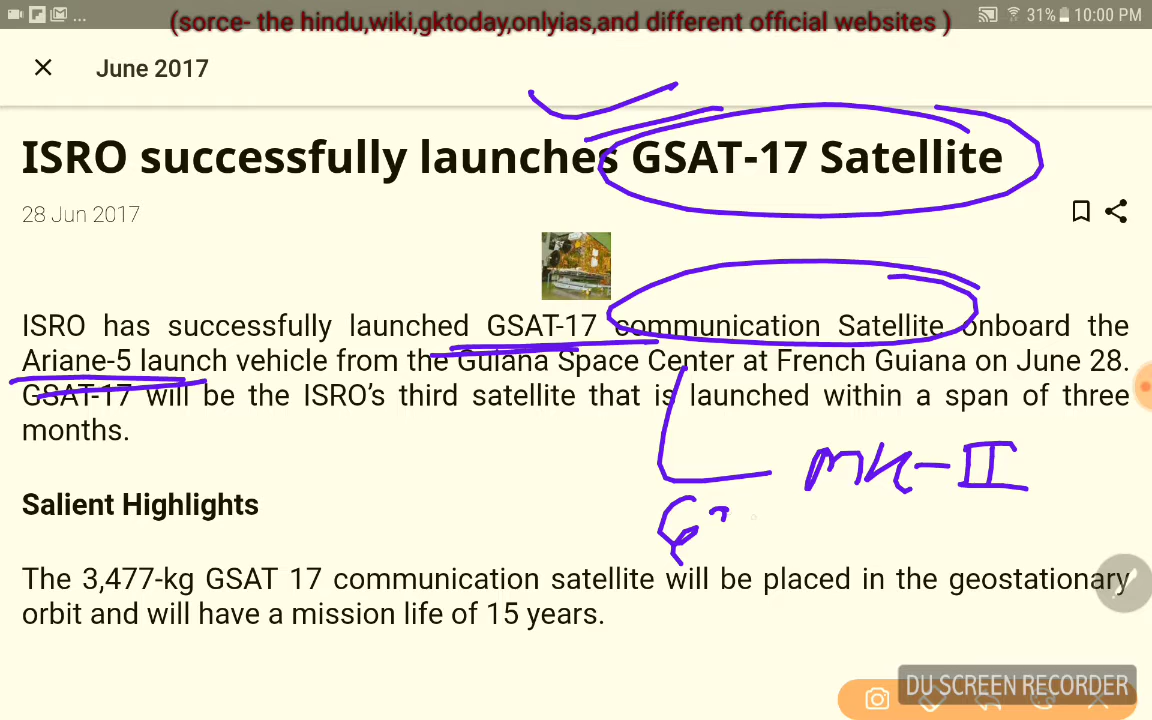 (sorce- the hindu,wiki,gktoday,onlyias,and different official websites )
... 31% 10:00 PM
June 2017
ISRO successfully launches GSAT-17 Satellite
28 Jun 2017
ISRO has successfully launched GSAT-17 communication Satellite onboard the
Ariane-5 launch vehicle from the Guiana Space Center at French Guiana on June 28.
GSAT-17 will be the ISRO’s third satellite that is launched within a span of three
months.
MK-II
Salient Highlights
The 3,477-kg GSAT 17 communication satellite will be placed in the geostationary
orbit and will have a mission life of 15 years.
DU SCREEN RECORDER